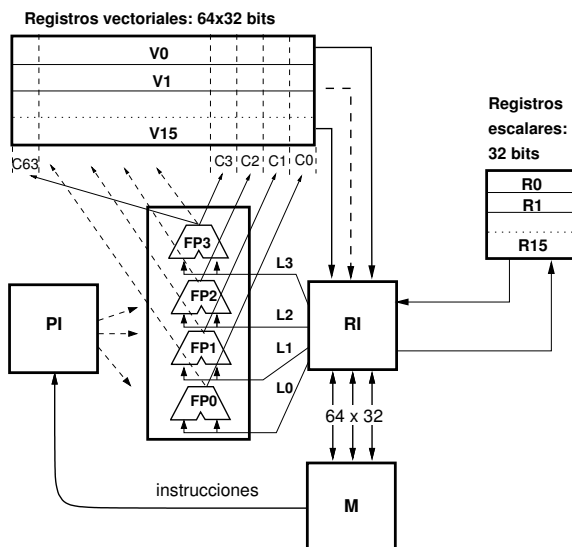 Registros vectoriales: 64x32 bits
V0
V1
V15
C63
C3
C2
C1
C0
Registros
escalares:
32 bits
R0
R1
R15
FP3
FP2
FP1
FP0
L3
L2
L1
L0
PI
RI
64 x 32
instrucciones
M